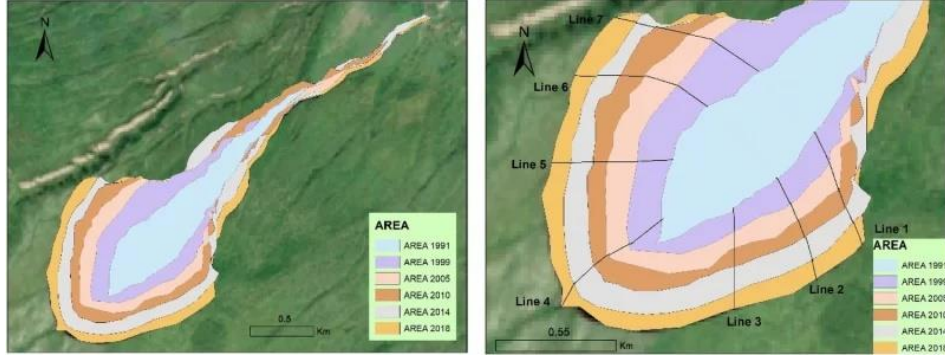 N
AREA
AREA 1991
AREA 1999
AREA 2005
AREA 2010
AREA 2014
AREA 2018
0.5
Km
N
Line 7
Line 6
Line 5
Line 4
Line 3
Line 2
Line 1
AREA
AREA 1991
AREA 1999
AREA 2005
AREA 2010
AREA 2014
AREA 2018
0.55
Km